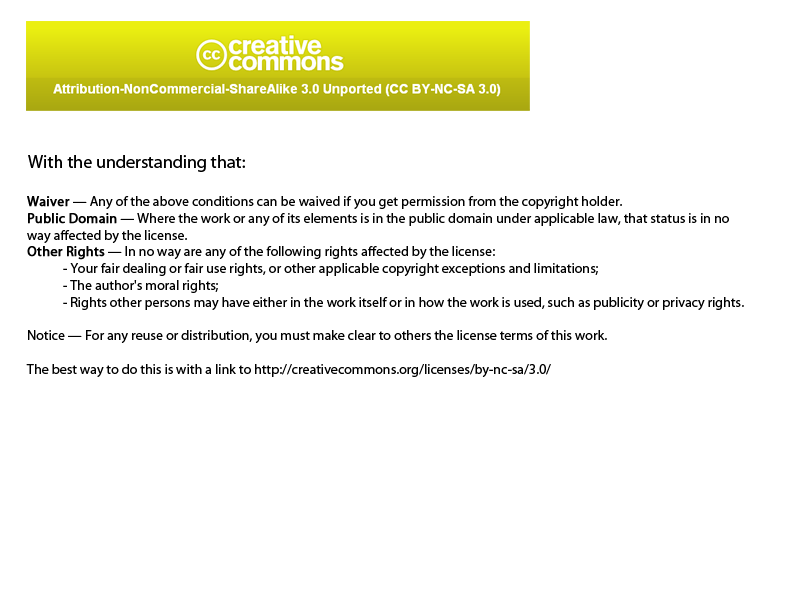 cc creative
commons
Attribution-NonCommercial-ShareAlike 3.0 Unported (CC BY-NC-SA 3.0)
With the understanding that:
Waiver — Any of the above conditions can be waived if you get permission from the copyright holder.
Public Domain — Where the work or any of its elements is in the public domain under applicable law, that status is in no
way affected by the license.
Other Rights — In no way are any of the following rights affected by the license:
- Your fair dealing or fair use rights, or other applicable copyright exceptions and limitations;
- The author's moral rights;
- Rights other persons may have either in the work itself or in how the work is used, such as publicity or privacy rights.
Notice — For any reuse or distribution, you must make clear to others the license terms of this work.
The best way to do this is with a link to http://creativecommons.org/licenses/by-nc-sa/3.0/